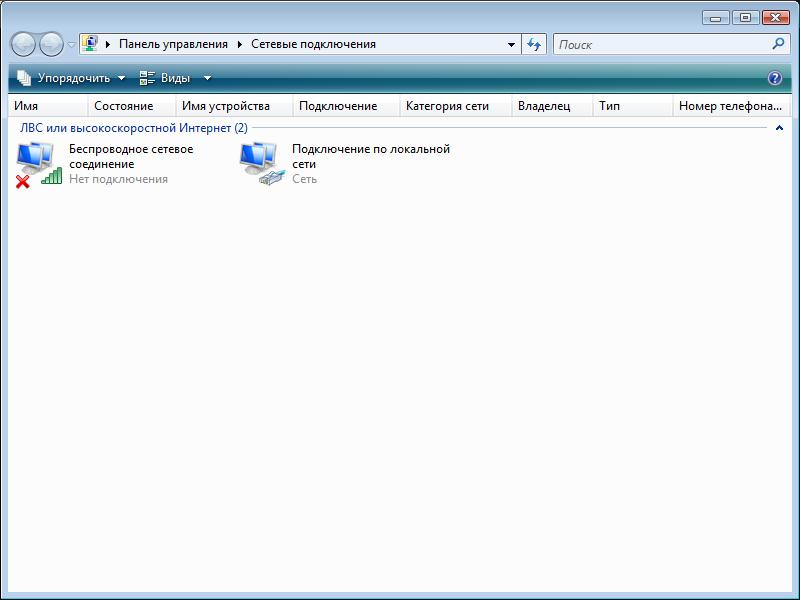 Панель управления Сетевые подключения
Поиск
Упорядочить Виды
Имя Состояние Имя устройства Подключение Категория сети Владелец Тип Номер телефона...
ЛВС или высокоскоростной Интернет (2)
Беспроводное сетевое
соединение
Нет подключения
Подключение по локальной
сети
Сеть